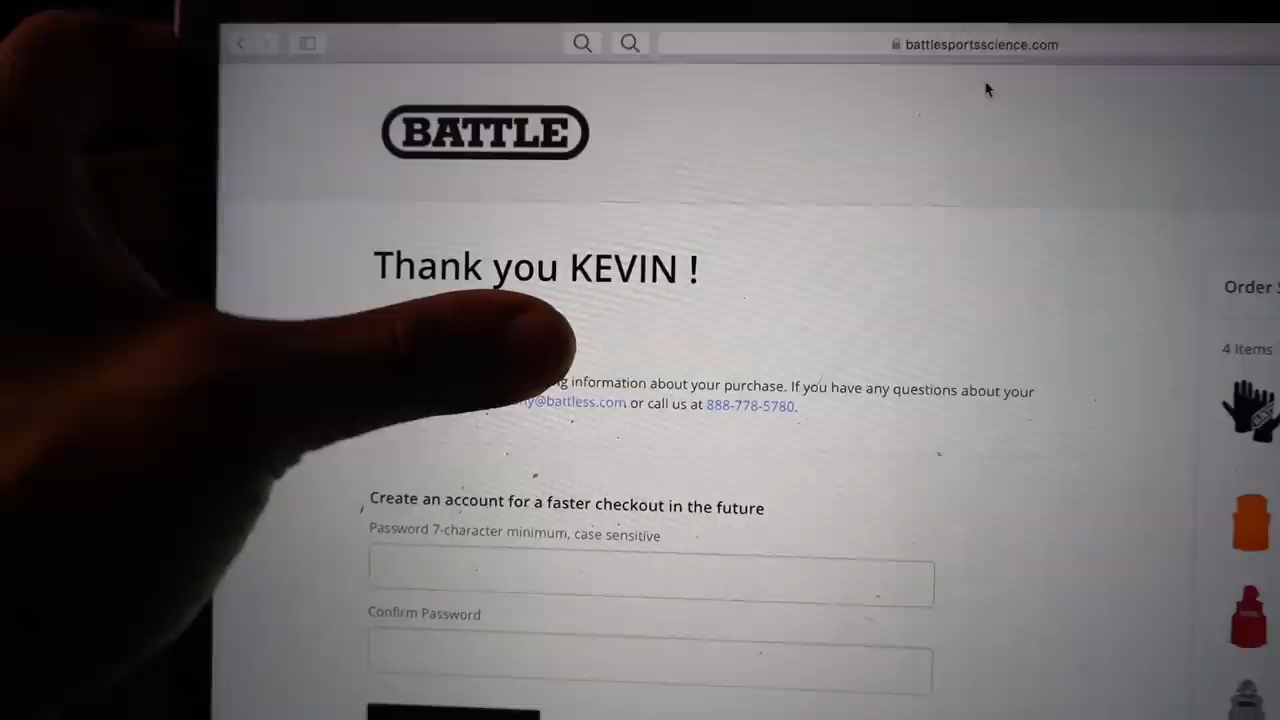 battlesportsscience.com
BATTLE
Thank you KEVIN !
information about your purchase. If you have any questions about your
@battless.com or call us at 888-778-5780.
Create an account for a faster checkout in the future
Password 7-character minimum, case sensitive
Confirm Password
Order
4 Items